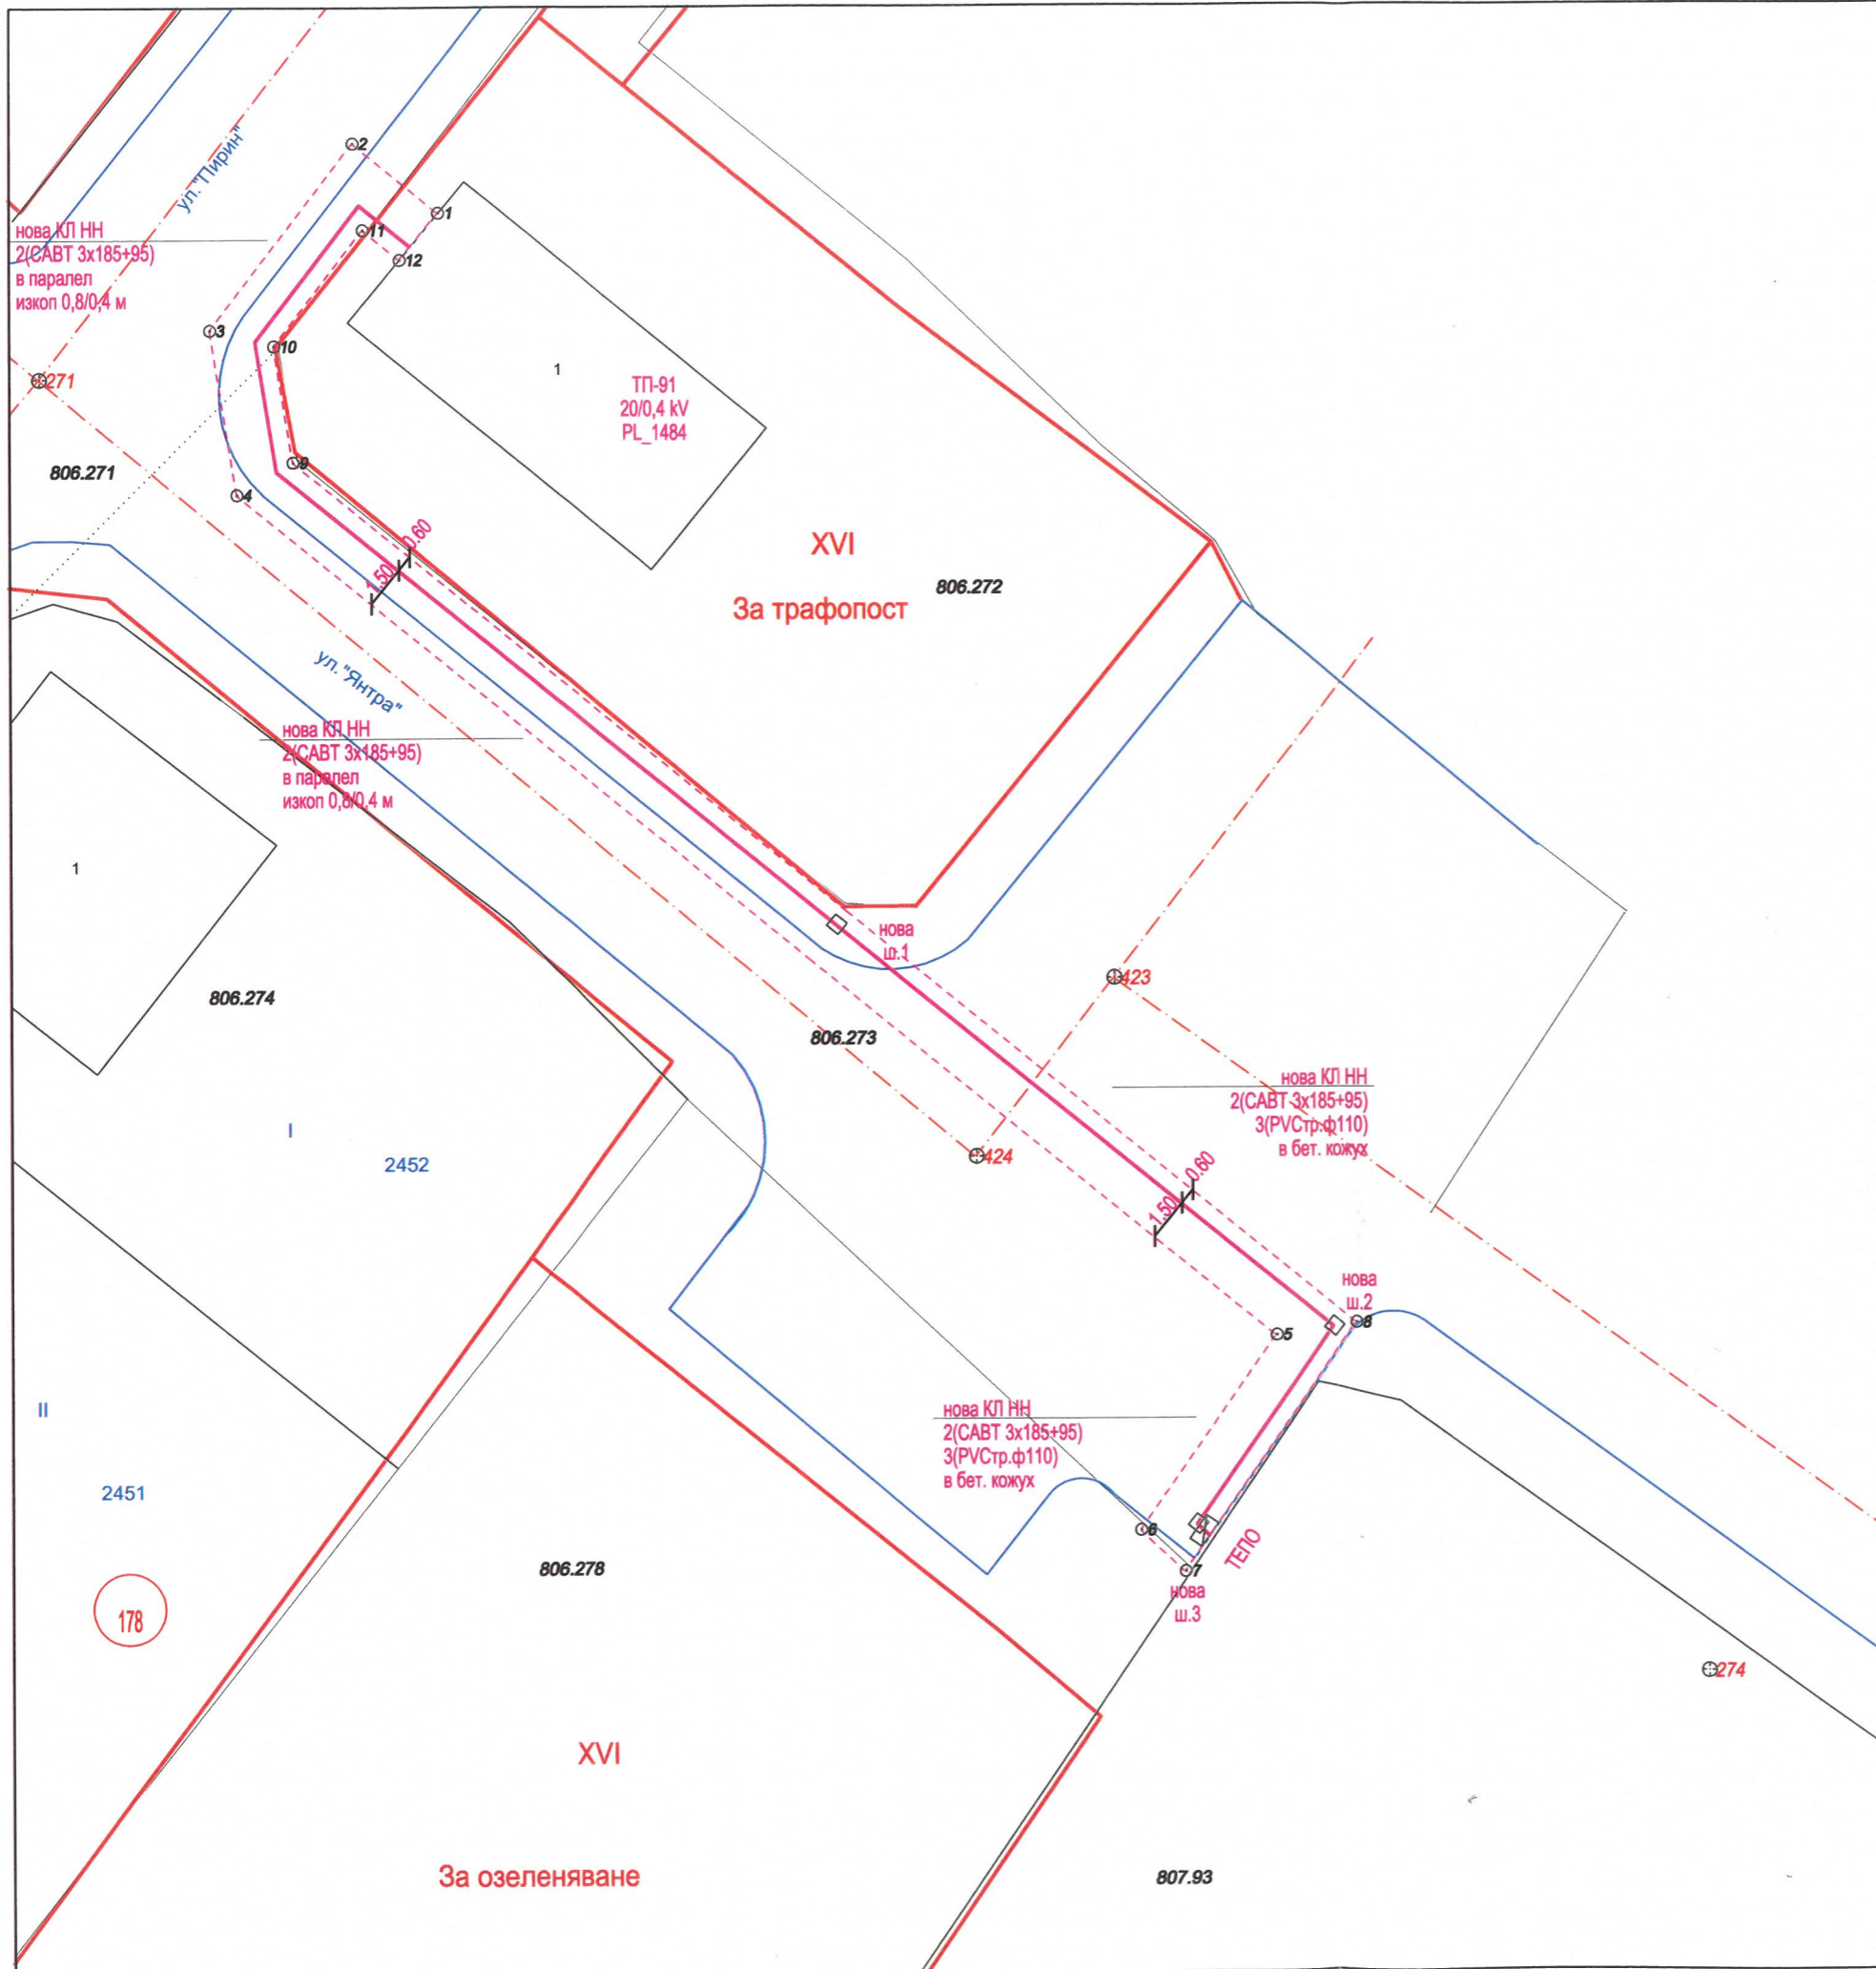 2
ул."Пирин"
1
нова КЛ НН
2(САВТ 3x185+95)
в паралел
изкоп 0,8/0,4 м
11
12
3
10
271
1
ТП-91
20/0,4 kV
PL_1484
9
806.271
4
0.60
1.50
XVI
806.272
За трафопост
ул. "Янтра"
нова КЛ НН
2(САВТ 3x185+95)
в паралел
изкоп 0,8/0,4 м
1
нова
ш.1
423
806.274
806.273
нова КЛ НН
2(САВТ 3x185+95)
3(PVCтр.ф110)
в бет. кожух
I
2452
424
0.60
1.50
нова
ш.2
8
5
II
нова КЛ НН
2(САВТ 3x185+95)
3(PVCтр.ф110)
в бет. кожух
2451
6
ТЕПО
7
806.278
нова
ш.3
178
274
XVI
За озеленяване
807.93